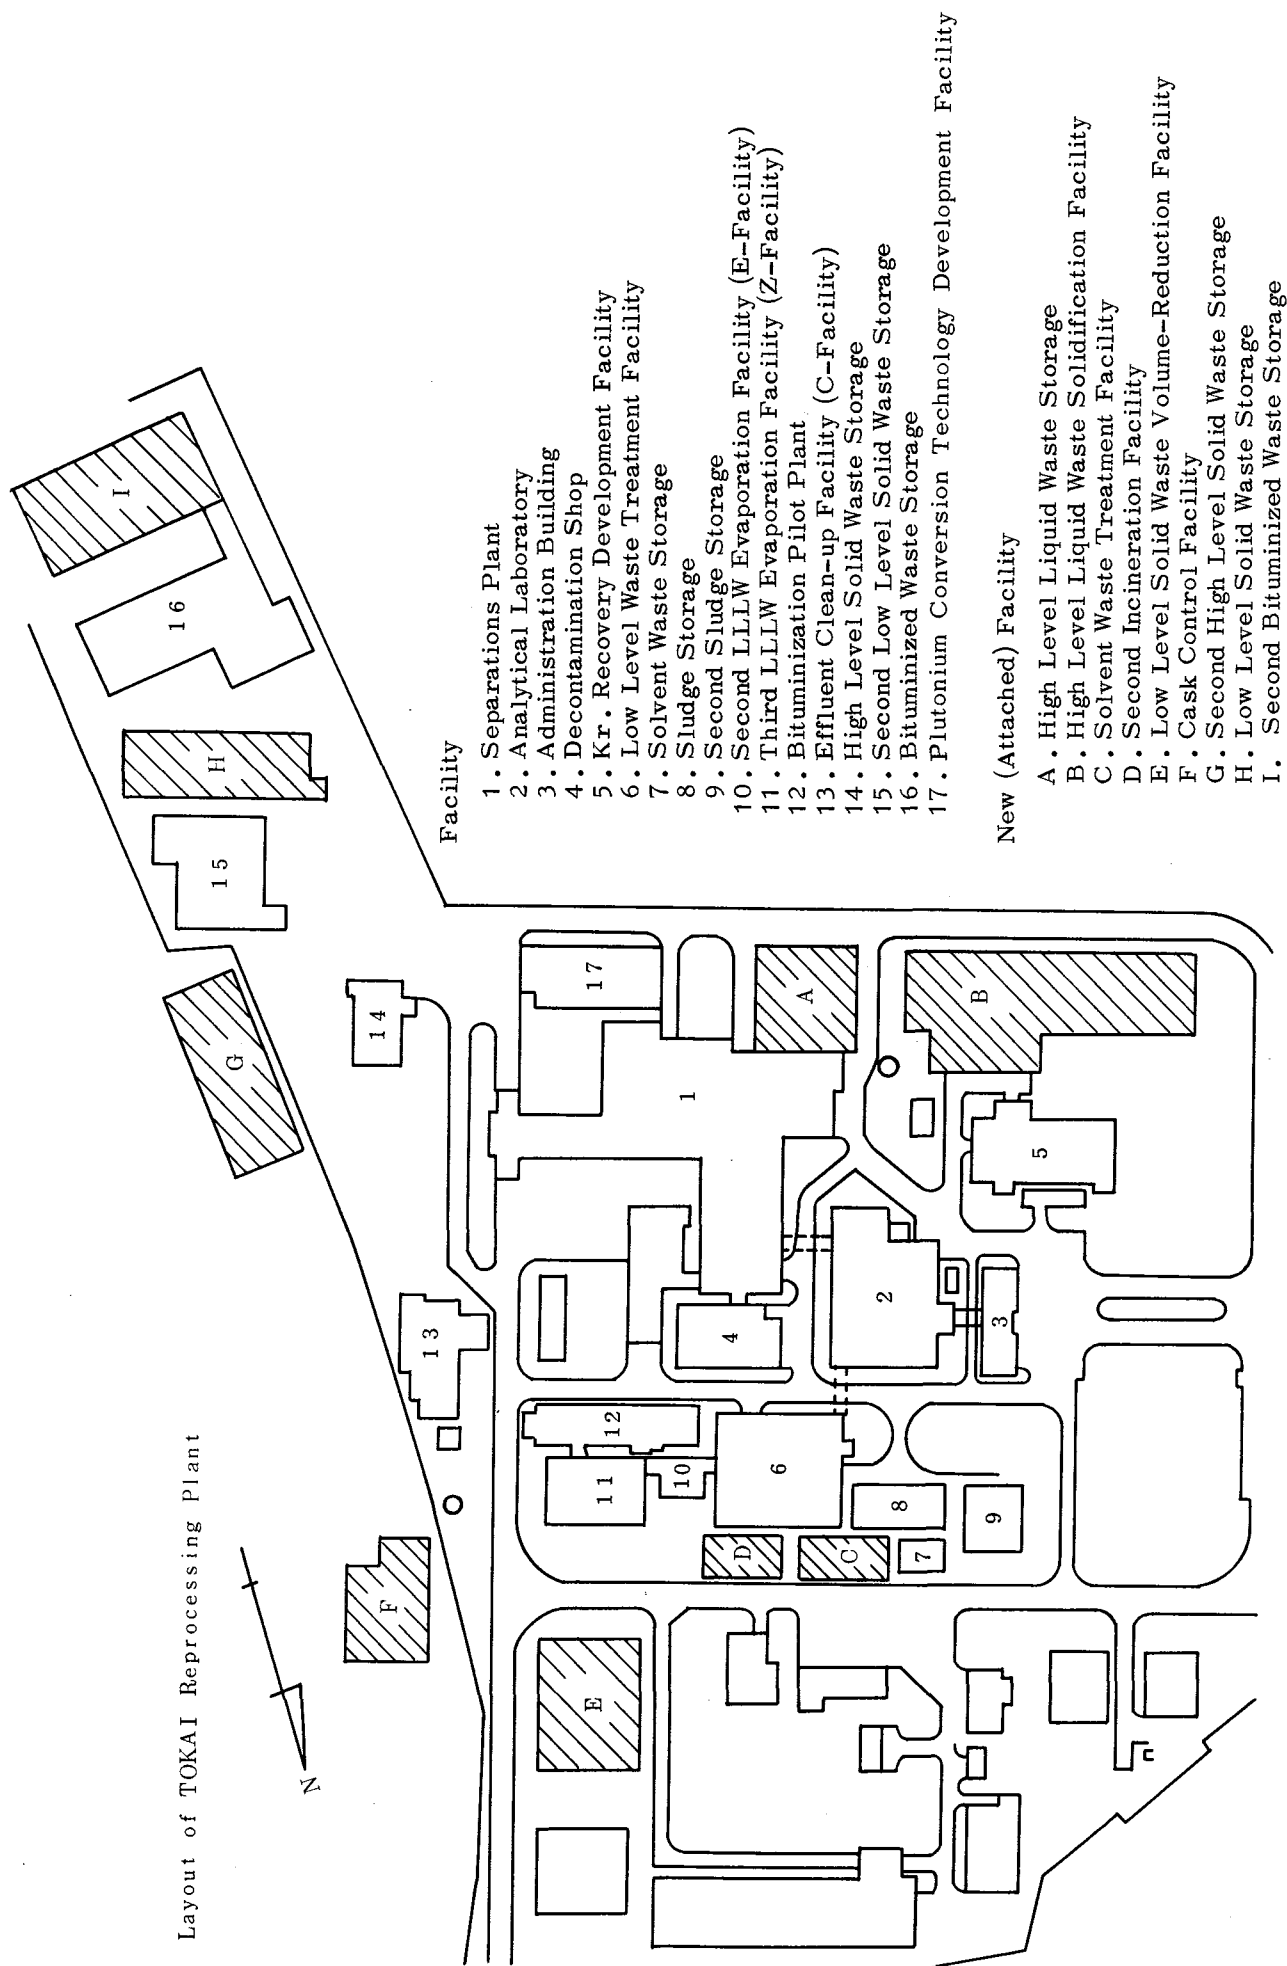 Layout of TOKAI Reprocessing Plant
N
Facility
1. Separations Plant
2. Analytical Laboratory
3. Administration Building
4. Decontamination Shop
5. Kr. Recovery Development Facility
6. Low Level Waste Treatment Facility
7. Solvent Waste Storage
8. Sludge Storage
9. Second Sludge Storage
10. Second LLLW Evaporation Facility (E-Facility)
11. Third LLLW Evaporation Facility (Z-Facility)
12. Bituminization Pilot Plant
13. Effluent Clean-up Facility (C-Facility)
14. High Level Solid Waste Storage
15. Second Low Level Solid Waste Storage
16. Bituminized Waste Storage
17. Plutonium Conversion Technology Development Facility
New (Attached) Facility
A. High Level Liquid Waste Storage
B. High Level Liquid Waste Solidification Facility
C. Solvent Waste Treatment Facility
D. Second Incineration Facility
E. Low Level Solid Waste Volume-Reduction Facility
F. Cask Control Facility
G. Second High Level Solid Waste Storage
H. Low Level Solid Waste Storage
I. Second Bituminized Waste Storage
F
13
14
G
15
H
16
I
E
11
12
10
D
6
C
7
8
9
4
2
3
1
17
A
B
5